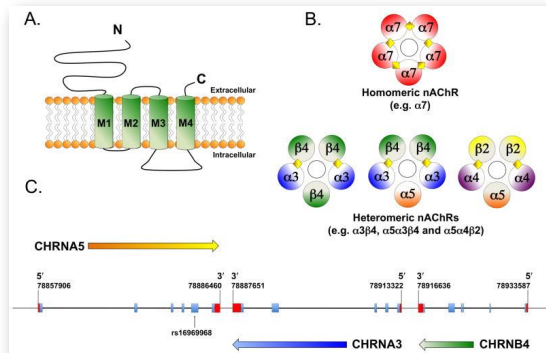 A.
N
C
Extracellular
M1 M2 M3 M4
Intracellular
B.
α7 α7
α7 α7
α7
Homomeric nAChR
(e.g. α7)
β4 β4 β4 β4 β2 β2
α3 α3 α3 α3 α4 α4
β4 α5 α5
Heteromeric nAChRs
(e.g. α3β4, α5α3β4 and α5α4β2)
C.
CHRNA5
5' 3' 3' 5' 3' 5'
78857906 78886460 78887651 78913322 78916636 78933587
rs16969968
CHRNA3 CHRNB4